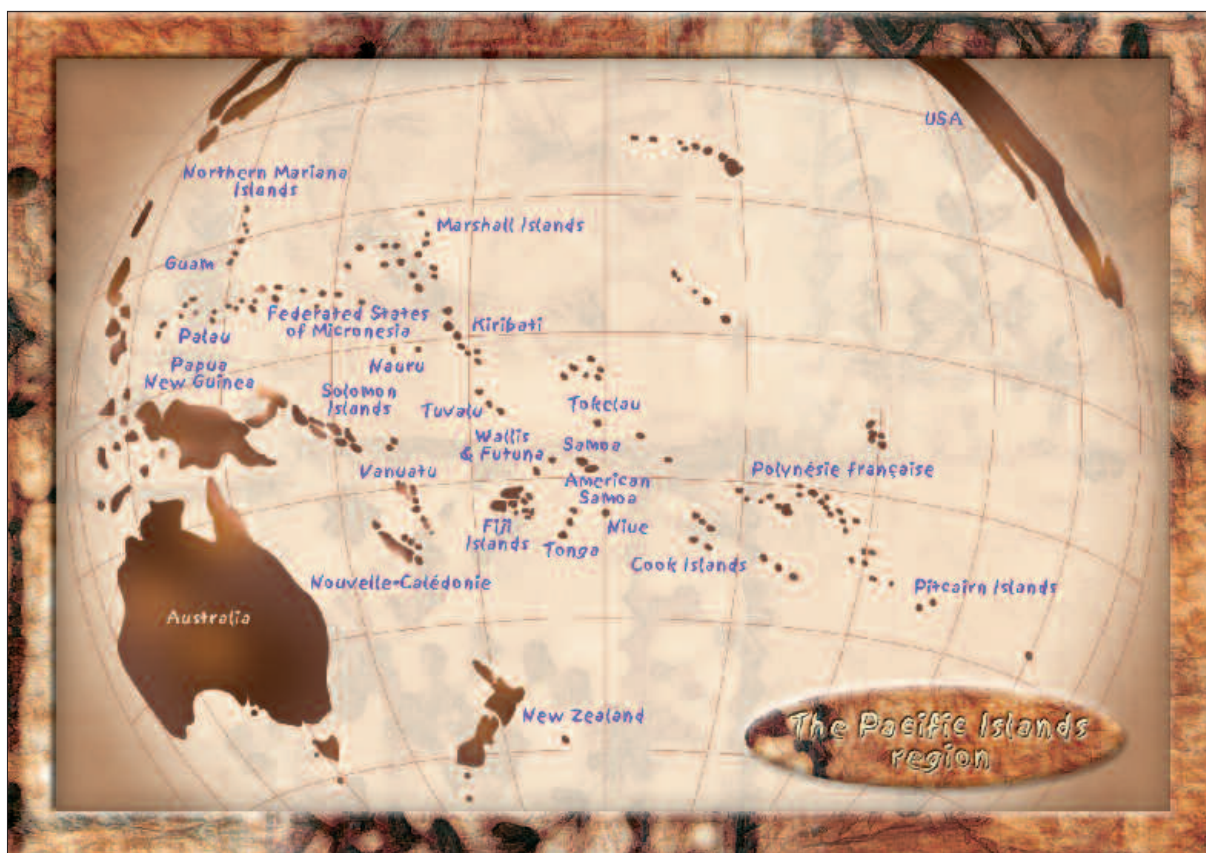 USA
Northern Mariana
Islands
Marshall Islands
Guam
Federated States
of Micronesia
Kiribati
Palau
Nauru
Papua
New Guinea
Solomon
Islands
Tuvalu
Tokelau
Wallis
& Futuna
Samoa
Vanuatu
American
Samoa
Polynésie française
Fiji
Islands
Tonga
Niue
Cook Islands
Nouvelle-Calédonie
Pitcairn Islands
Australia
New Zealand
The Pacific Islands
region